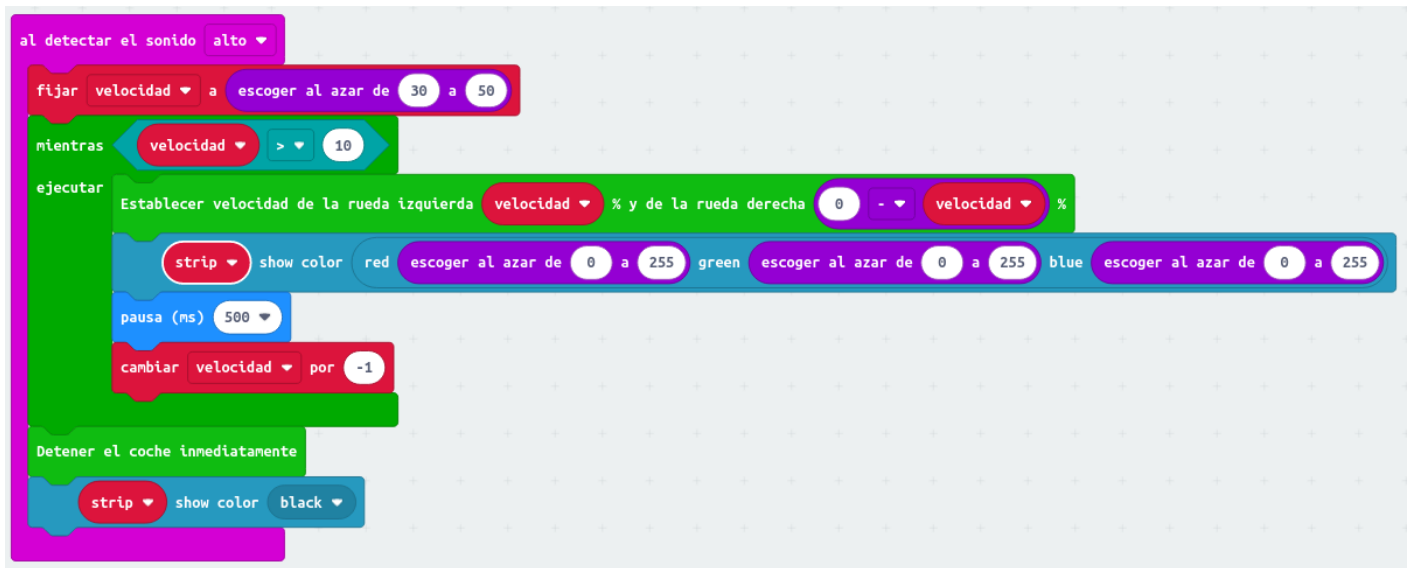 al detectar el sonido alto
fijar velocidad a escoger al azar de 30 a 50
mientras velocidad > 10
ejecutar
Establecer velocidad de la rueda izquierda velocidad % y de la rueda derecha 0 - velocidad %
strip show color red escoger al azar de 0 a 255 green escoger al azar de 0 a 255 blue escoger al azar de 0 a 255
pausa (ms) 500
cambiar velocidad por -1
Detener el coche inmediatamente
strip show color black